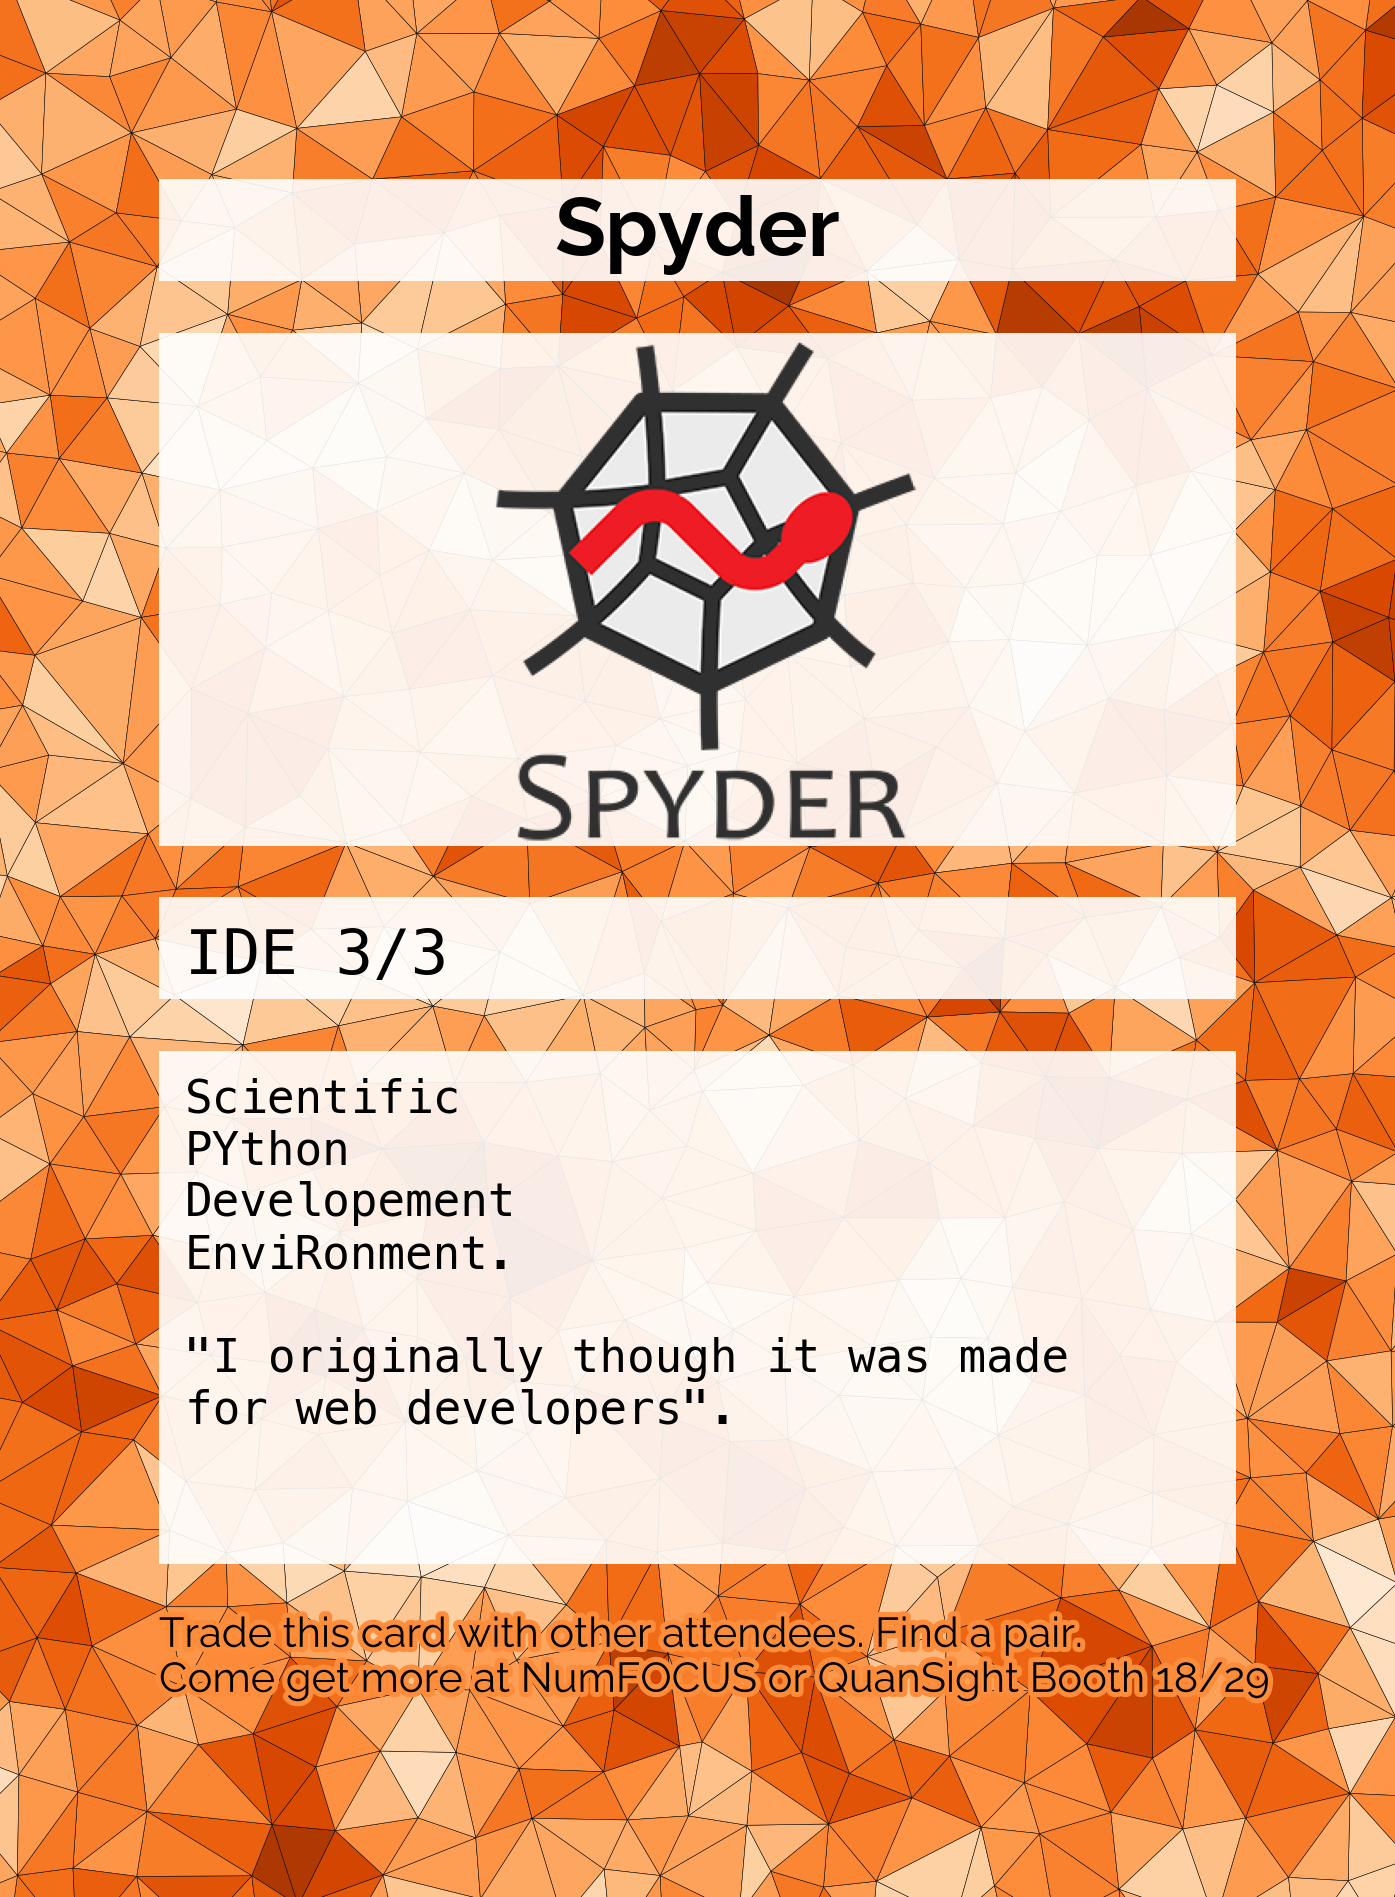 Spyder
SPYDER
IDE 3/3
Scientific
PYthon
Developement
EnviRonment.
"I originally though it was made
for web developers".
Trade this card with other attendees. Find a pair.
Come get more at NumFOCUS or QuanSight Booth 18/29